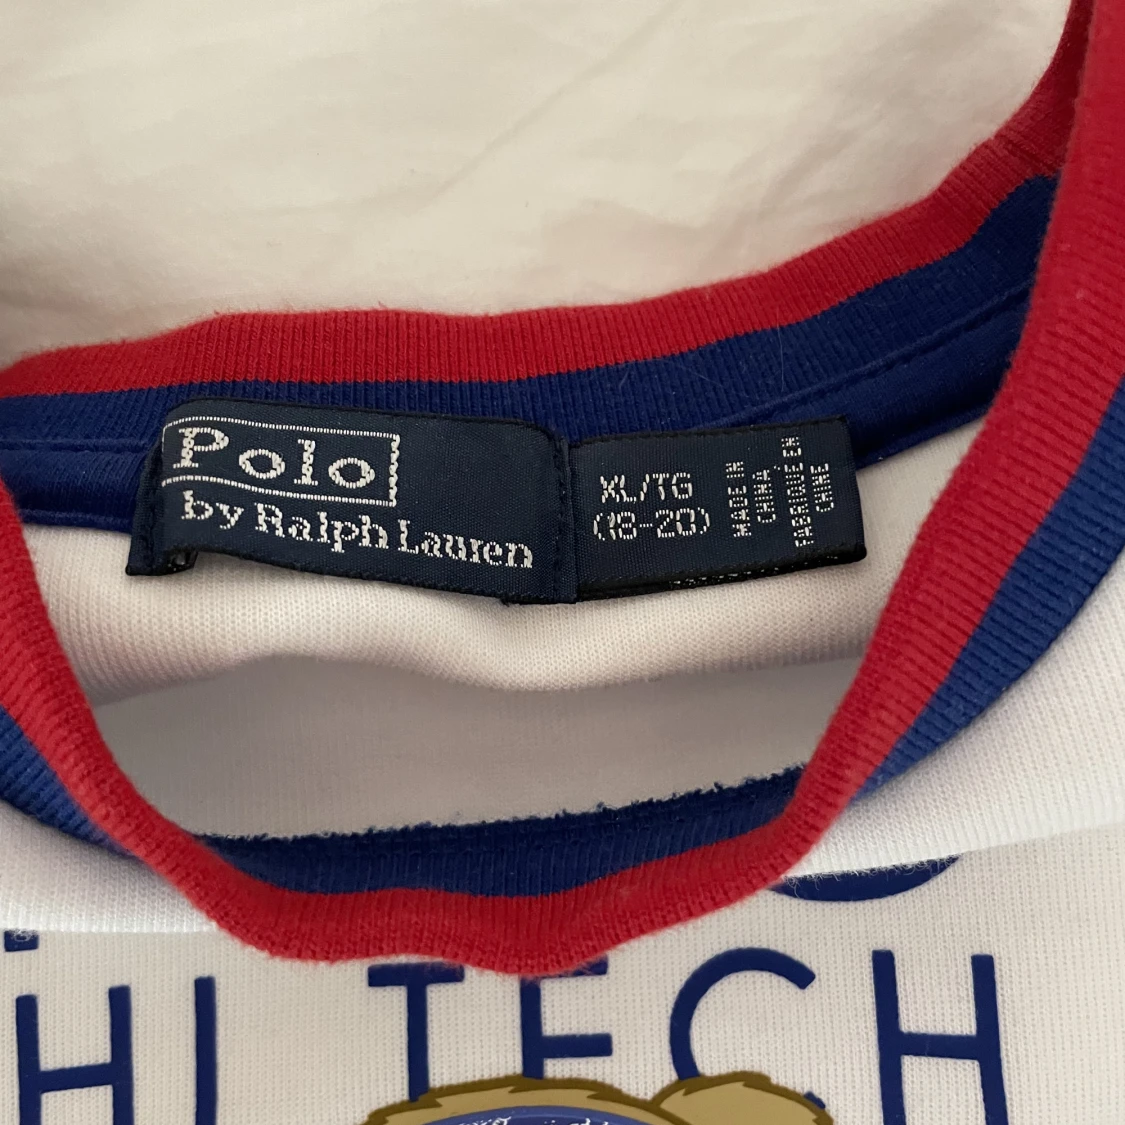 Polo
by Ralph Lauren
XL/TG
(18-20)
MADE IN
CHINA
FABRIQUE EN
CHINE
HI TECH